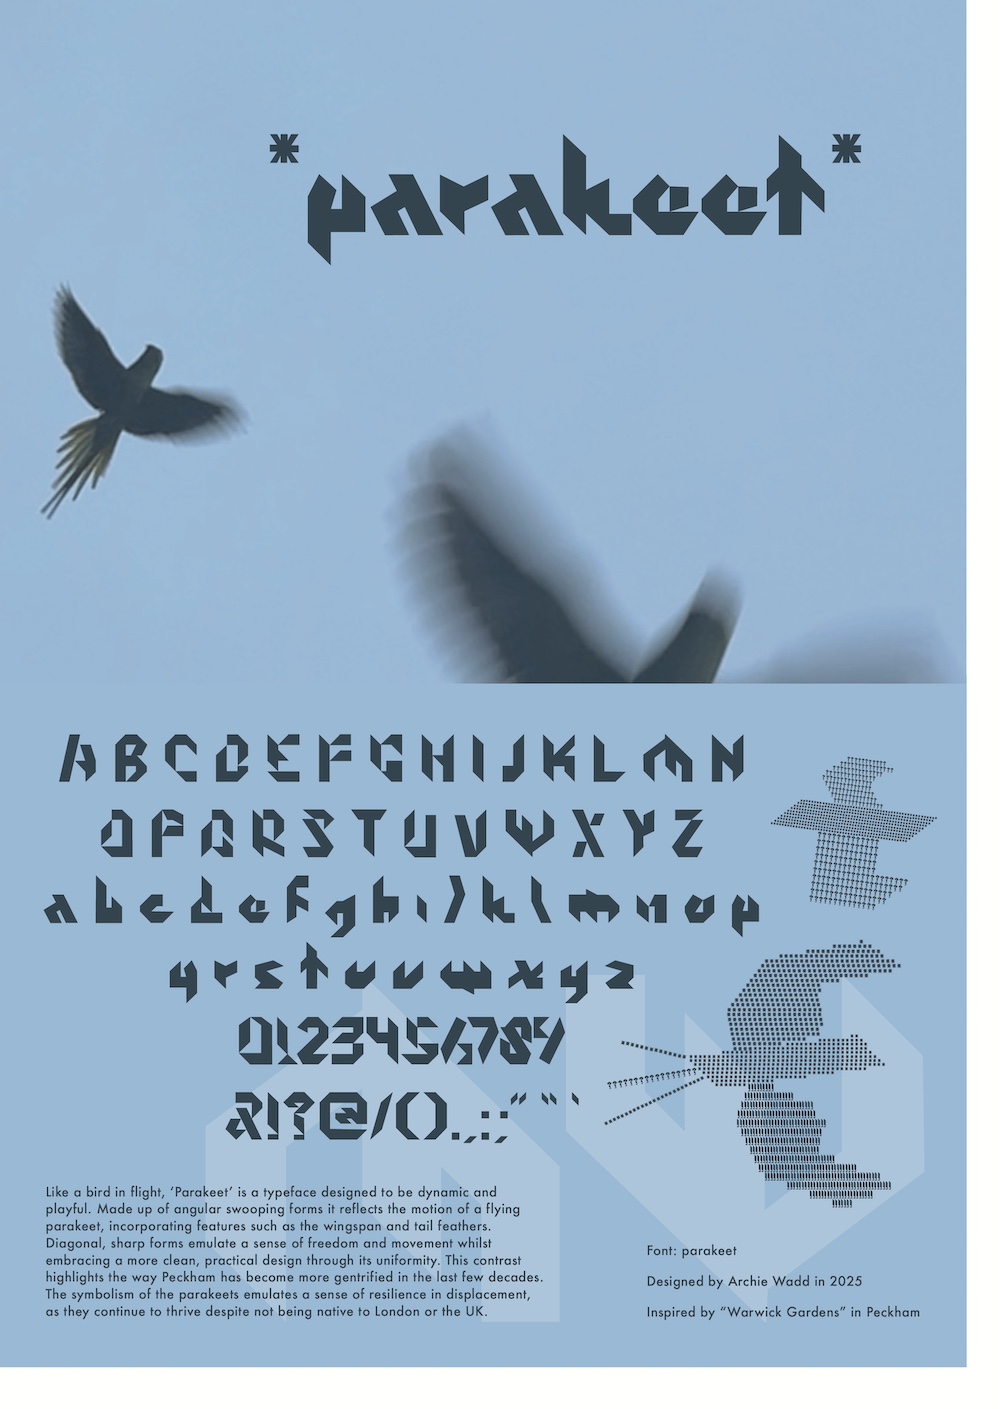 *parakeet*
A B C D E F G H I J K L M N
O P Q R S T U V W X Y Z
a b c d e f g h i j k l m n o p
q r s t u v w x y z
0123456789
&!?@/().,:;“ " '
Like a bird in flight, ‘Parakeet’ is a typeface designed to be dynamic and
playful. Made up of angular swooping forms it reflects the motion of a flying
parakeet, incorporating features such as the wingspan and tail feathers.
Diagonal, sharp forms emulate a sense of freedom and movement whilst
embracing a more clean, practical design through its uniformity. This contrast
highlights the way Peckham has become more gentrified in the last few decades.
The symbolism of the parakeets emulates a sense of resilience in displacement,
as they continue to thrive despite not being native to London or the UK.
Font: parakeet
Designed by Archie Wadd in 2025
Inspired by “Warwick Gardens” in Peckham